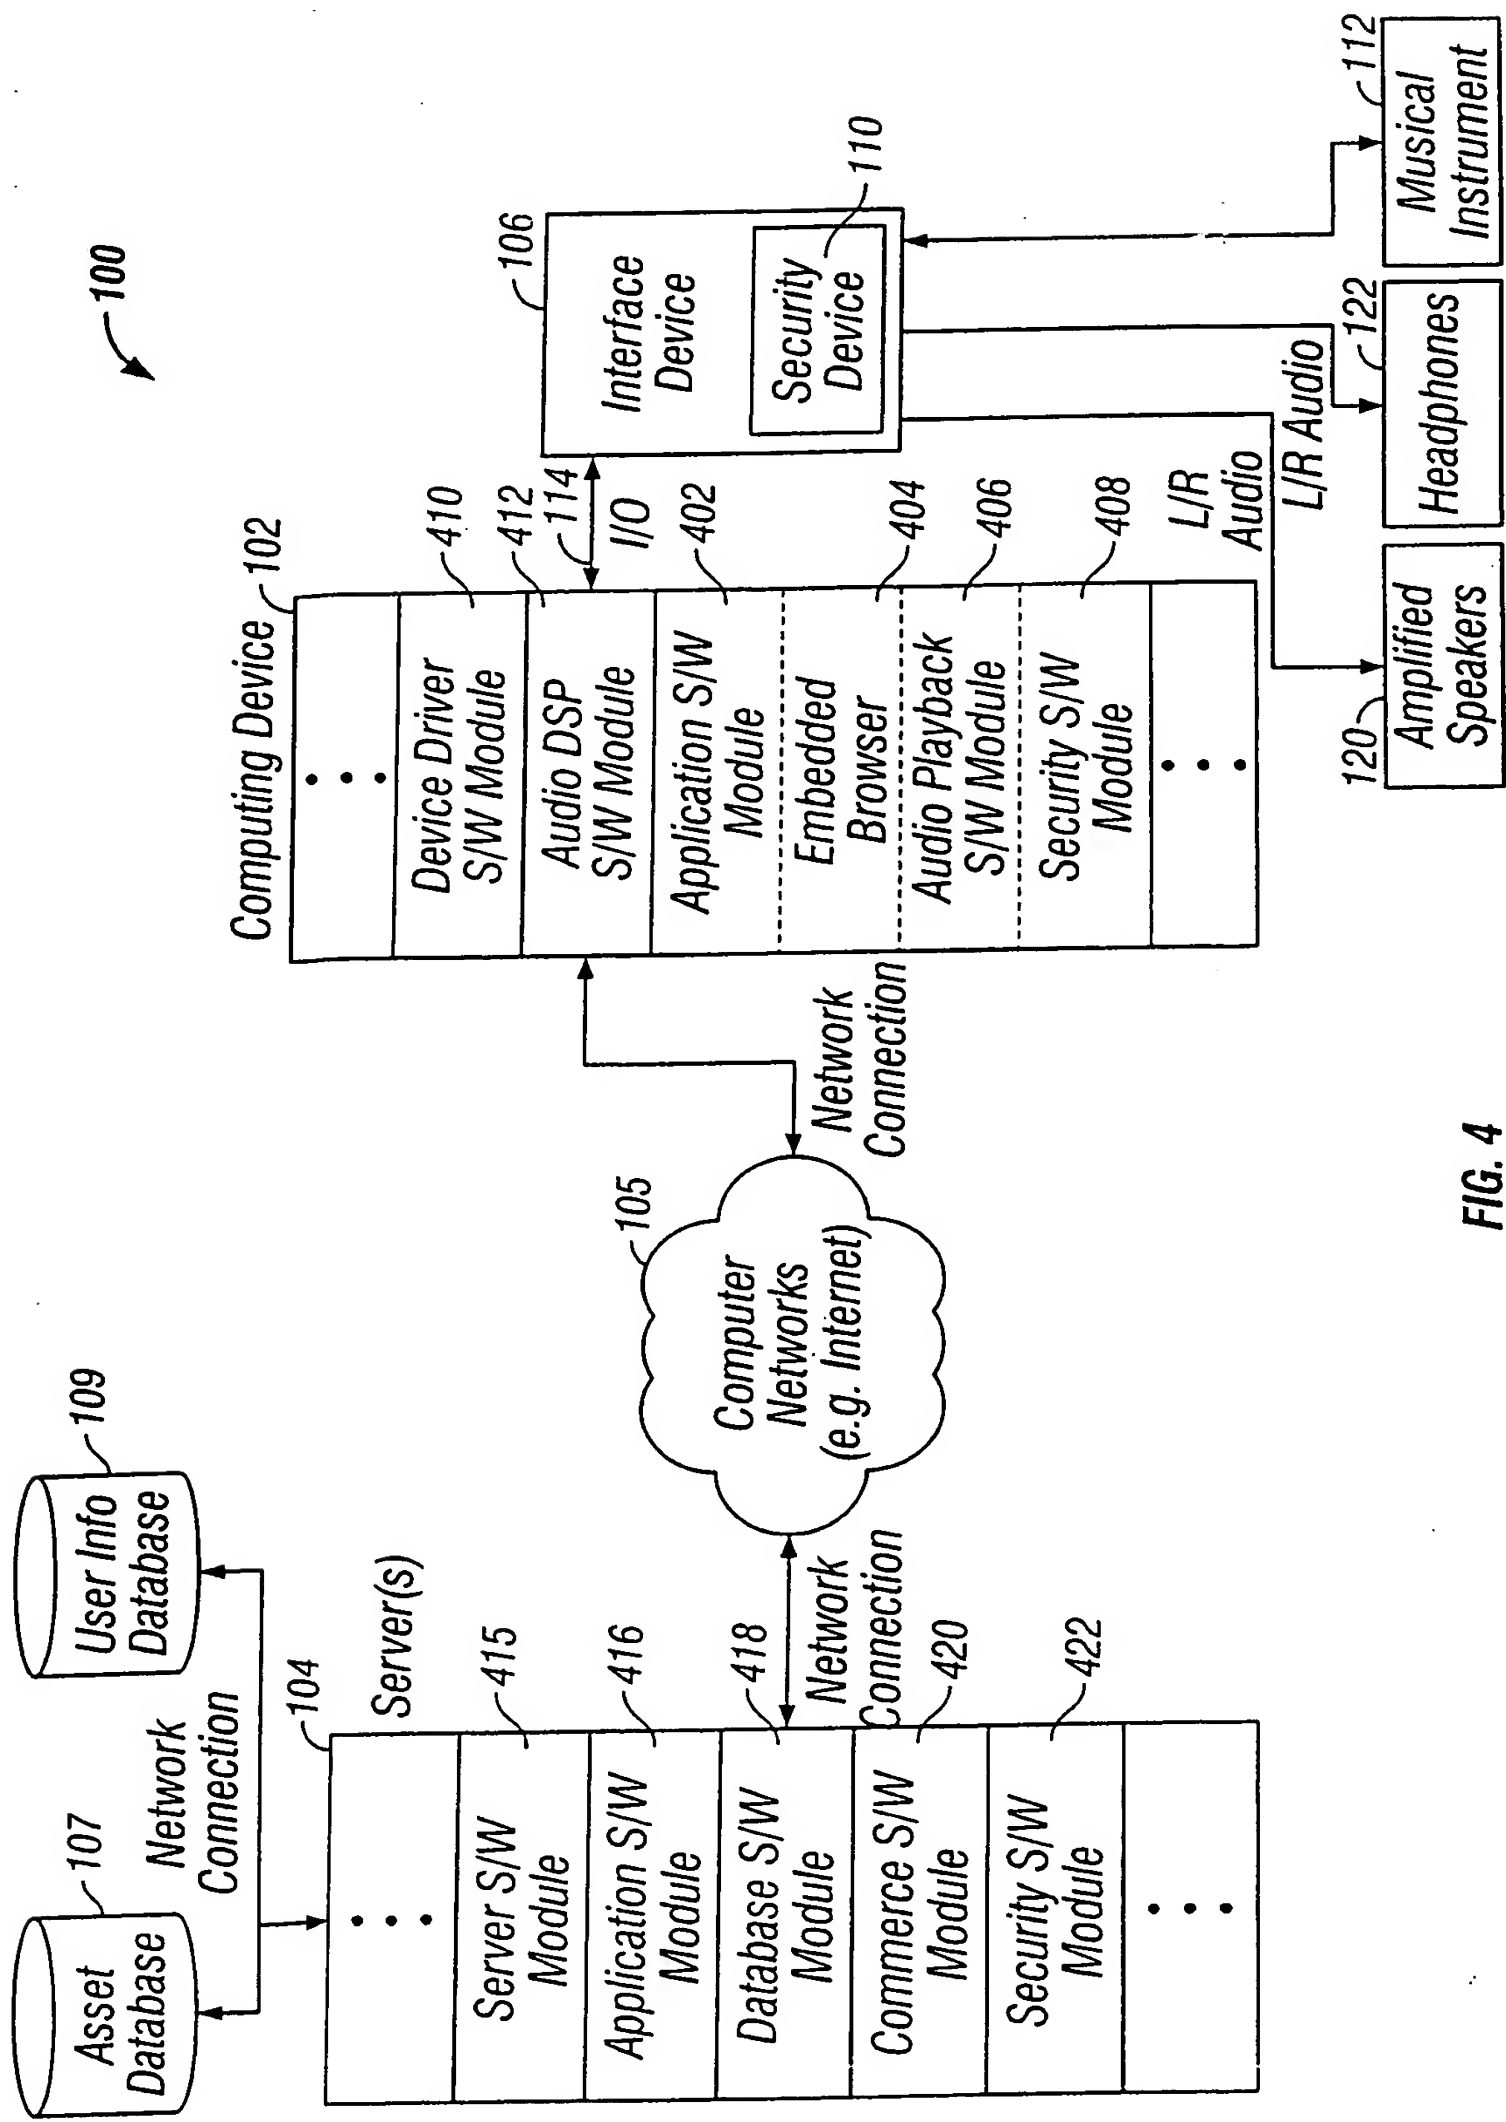 100
Asset
Database
107
User Info
Database
109
Network
Connection
104
Server(s)
Server S/W
Module
415
Application S/W
Module
416
Database S/W
Module
418
Commerce S/W
Module
420
Security S/W
Module
422
Network
Connection
105
Computer
Networks
(e.g. Internet)
Network
Connection
Computing Device
102
Device Driver
S/W Module
410
Audio DSP
S/W Module
412
Application S/W
Module
402
Embedded
Browser
404
Audio Playback
S/W Module
406
Security S/W
Module
408
114
I/O
106
Interface
Device
Security
Device
110
L/R
Audio
L/R Audio
120
Amplified
Speakers
122
Headphones
112
Musical
Instrument
FIG. 4